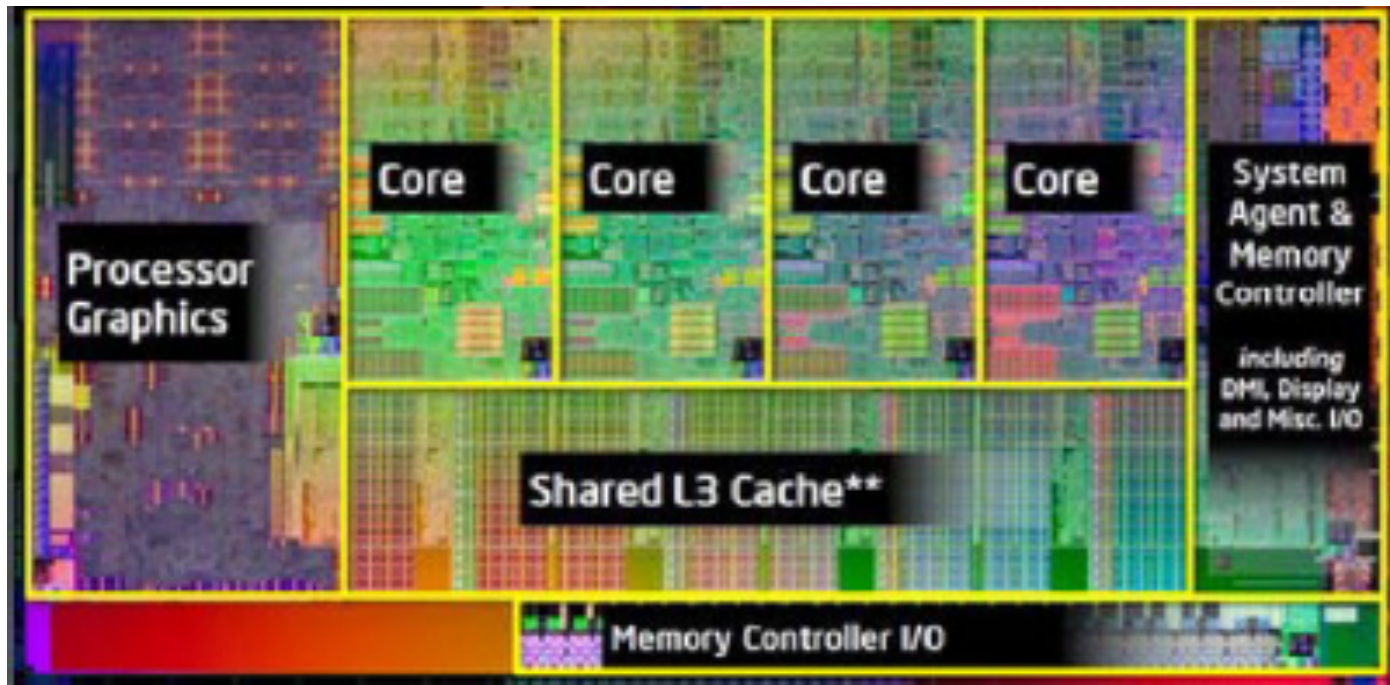 Processor
Graphics
Core
Core
Core
Core
System
Agent &
Memory
Controller
including
DMI, Display
and Misc. I/O
Shared L3 Cache**
Memory Controller I/O